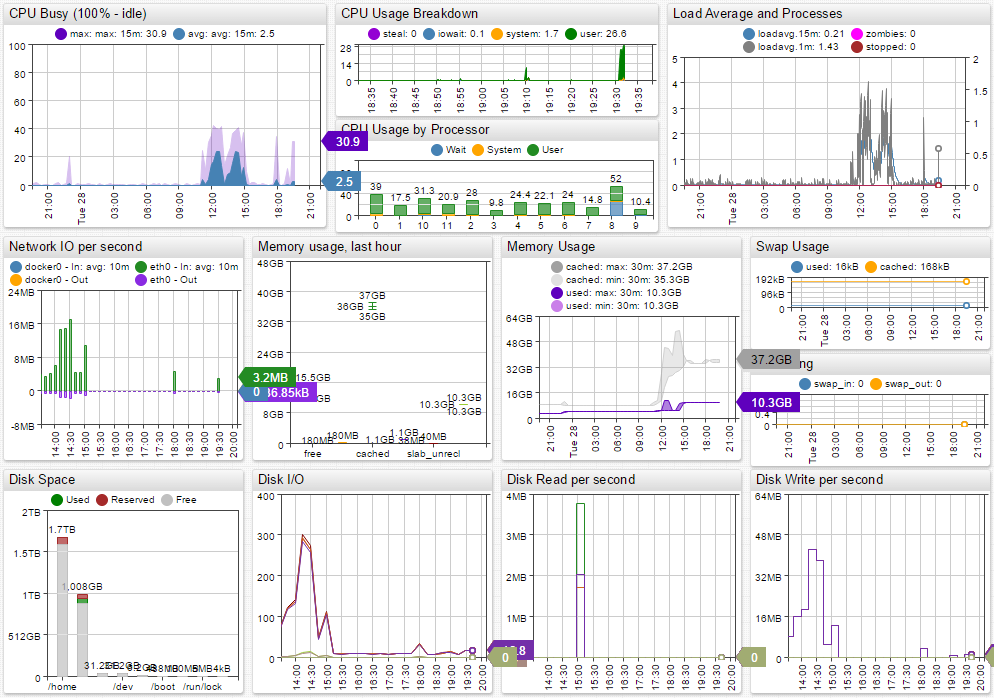 CPU Busy (100% - idle)
max: max: 15m: 30.9 avg: avg: 15m: 2.5
100
80
60
40
20
0
21:00 Tue 28 03:00 06:00 09:00 12:00 15:00 18:00 21:00
30.9
2.5
CPU Usage Breakdown
steal: 0 iowait: 0.1 system: 1.7 user: 26.6
28
14
0
18:35 18:40 18:45 18:50 18:55 19:00 19:05 19:10 19:15 19:20 19:25 19:30 19:35
CPU Usage by Processor
Wait System User
80
40
0
39 17.5 31.3 20.9 28 9.8 24.4 22.1 24 14.8 52 10.4
0 1 10 11 2 3 4 5 6 7 8 9
Load Average and Processes
loadavg.15m: 0.21 zombies: 0
loadavg.1m: 1.43 stopped: 0
5
4
3
2
1
0
2
1.5
1
0.5
0
21:00 Tue 28 03:00 06:00 09:00 12:00 15:00 18:00 21:00
Network IO per second
docker0 - In: avg: 10m eth0 - In: avg: 10m
docker0 - Out eth0 - Out
24MB
16MB
8MB
0
-8MB
14:00 14:30 15:00 15:30 16:00 16:30 17:00 17:30 18:00 18:30 19:00 19:30 20:00
3.2MB
0 36.85kB
Memory usage, last hour
48GB
40GB
32GB
24GB
8GB
0
37GB
36GB
35GB
15.5GB
10.3GB
10.3GB
10.3GB
180MB 180MB 1.1GB 1.1GB 38MB 40MB
free cached slab_unrecl
Memory Usage
cached: max: 30m: 37.2GB
cached: min: 30m: 35.3GB
used: max: 30m: 10.3GB
used: min: 30m: 10.3GB
64GB
48GB
32GB
16GB
0
21:00 Tue 28 03:00 06:00 09:00 12:00 15:00 18:00 21:00
37.2GB
10.3GB
Swap Usage
used: 16kB cached: 168kB
192kB
96kB
0
21:00 Tue 28 03:00 06:00 09:00 12:00 15:00 18:00 21:00
ng
swap_in: 0 swap_out: 0
0.4
0
21:00 Tue 28 03:00 06:00 09:00 12:00 15:00 18:00 21:00
Disk Space
Used Reserved Free
2TB
1.5TB
1TB
512GB
0
1.7TB
1,008GB
/home /dev /boot /run/lock
Disk I/O
400
300
200
100
0
14:00 14:30 15:00 15:30 16:00 16:30 17:00 17:30 18:00 18:30 19:00 19:30 20:00
0
Disk Read per second
4MB
3MB
2MB
1MB
0
14:00 14:30 15:00 15:30 16:00 16:30 17:00 17:30 18:00 18:30 19:00 19:30 20:00
0
Disk Write per second
64MB
48MB
32MB
16MB
0
14:00 14:30 15:00 15:30 16:00 16:30 17:00 17:30 18:00 18:30 19:00 19:30 20:00